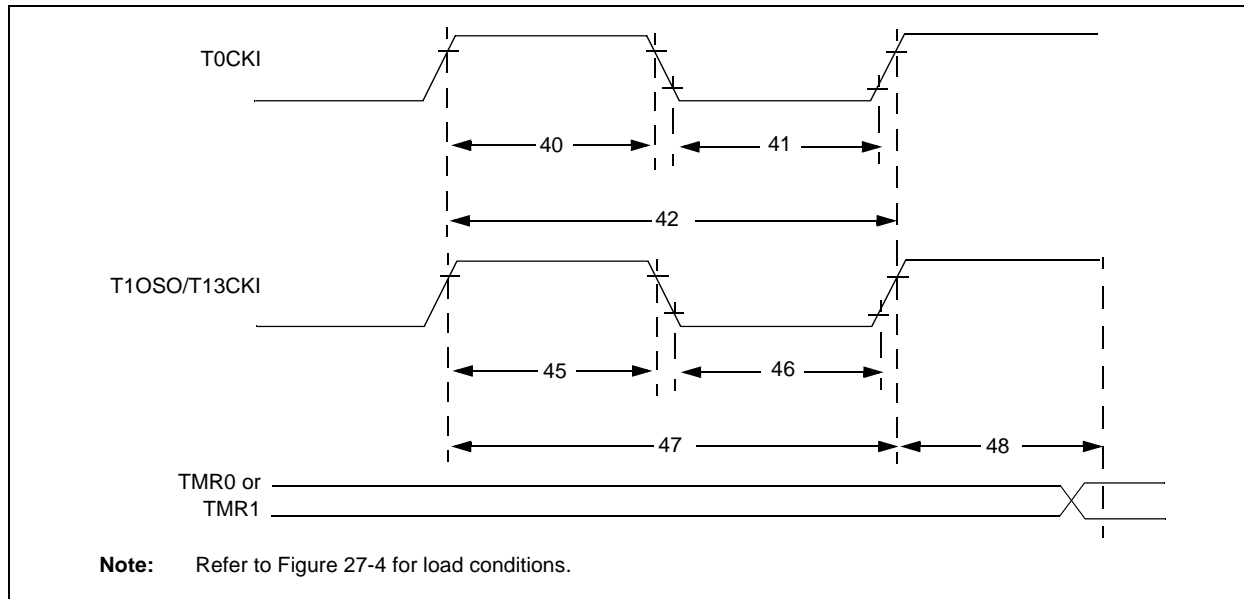 T0CKI
40
41
42
T1OSO/T13CKI
45
46
47
48
TMR0 or
TMR1
Note: Refer to Figure 27-4 for load conditions.